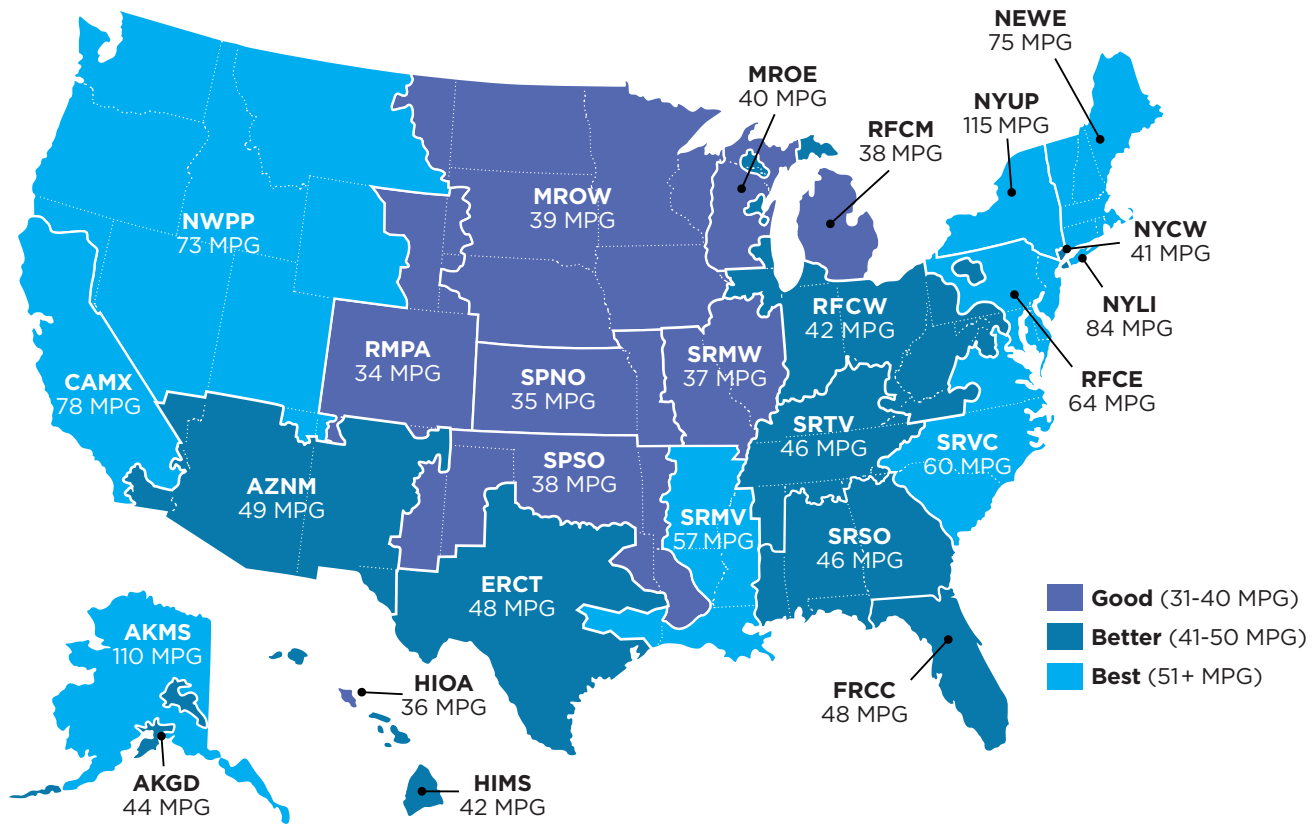 NEWE
75 MPG
MROE
40 MPG
NYUP
115 MPG
RFCM
38 MPG
MROW
39 MPG
NWPP
73 MPG
NYCW
41 MPG
NYLI
84 MPG
RFCW
42 MPG
RMPA
34 MPG
SRMW
37 MPG
SPNO
35 MPG
CAMX
78 MPG
RFCE
64 MPG
SRTV
46 MPG
SRVC
60 MPG
SPSO
38 MPG
AZNM
49 MPG
SRMV
57 MPG
SRSO
46 MPG
ERCT
48 MPG
Good (31-40 MPG)
Better (41-50 MPG)
Best (51+ MPG)
AKMS
110 MPG
HIOA
36 MPG
FRCC
48 MPG
AKGD
44 MPG
HIMS
42 MPG